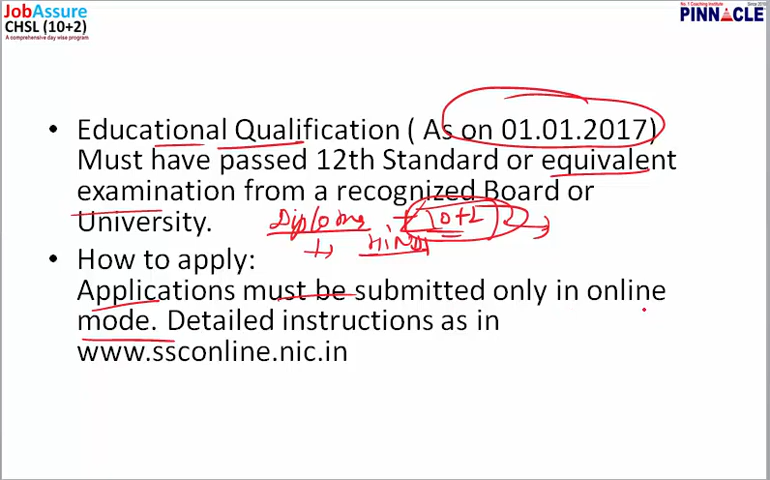 JobAssure
CHSL (10+2)
A comprehensive day wise program
No. 1 Coaching Institute
Since 2010
PINNACLE
• Educational Qualification ( As on 01.01.2017)
Must have passed 12th Standard or equivalent
examination from a recognized Board or
University.
Diploma 10+2
Hindi
• How to apply:
Applications must be submitted only in online
mode. Detailed instructions as in
www.ssconline.nic.in